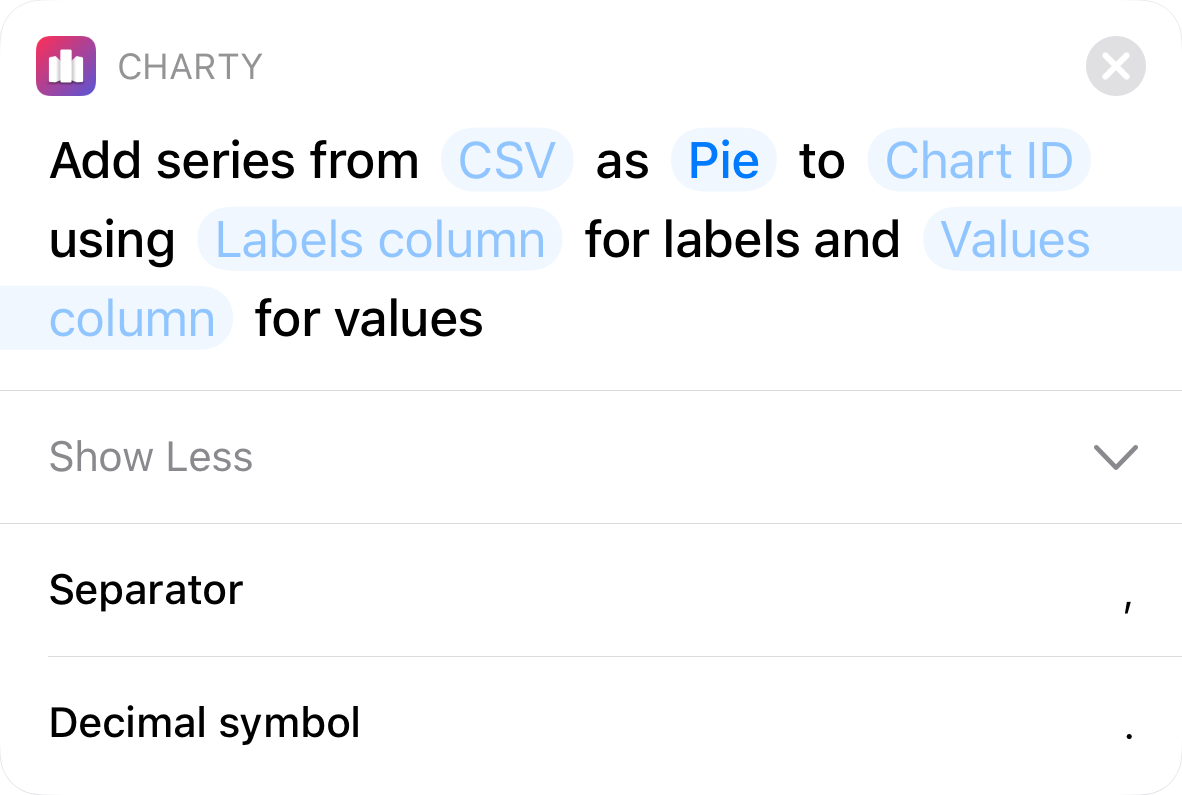 CHARTY
Add series from CSV as Pie to Chart ID
using Labels column for labels and Values
column for values
Show Less
Separator ,
Decimal symbol .